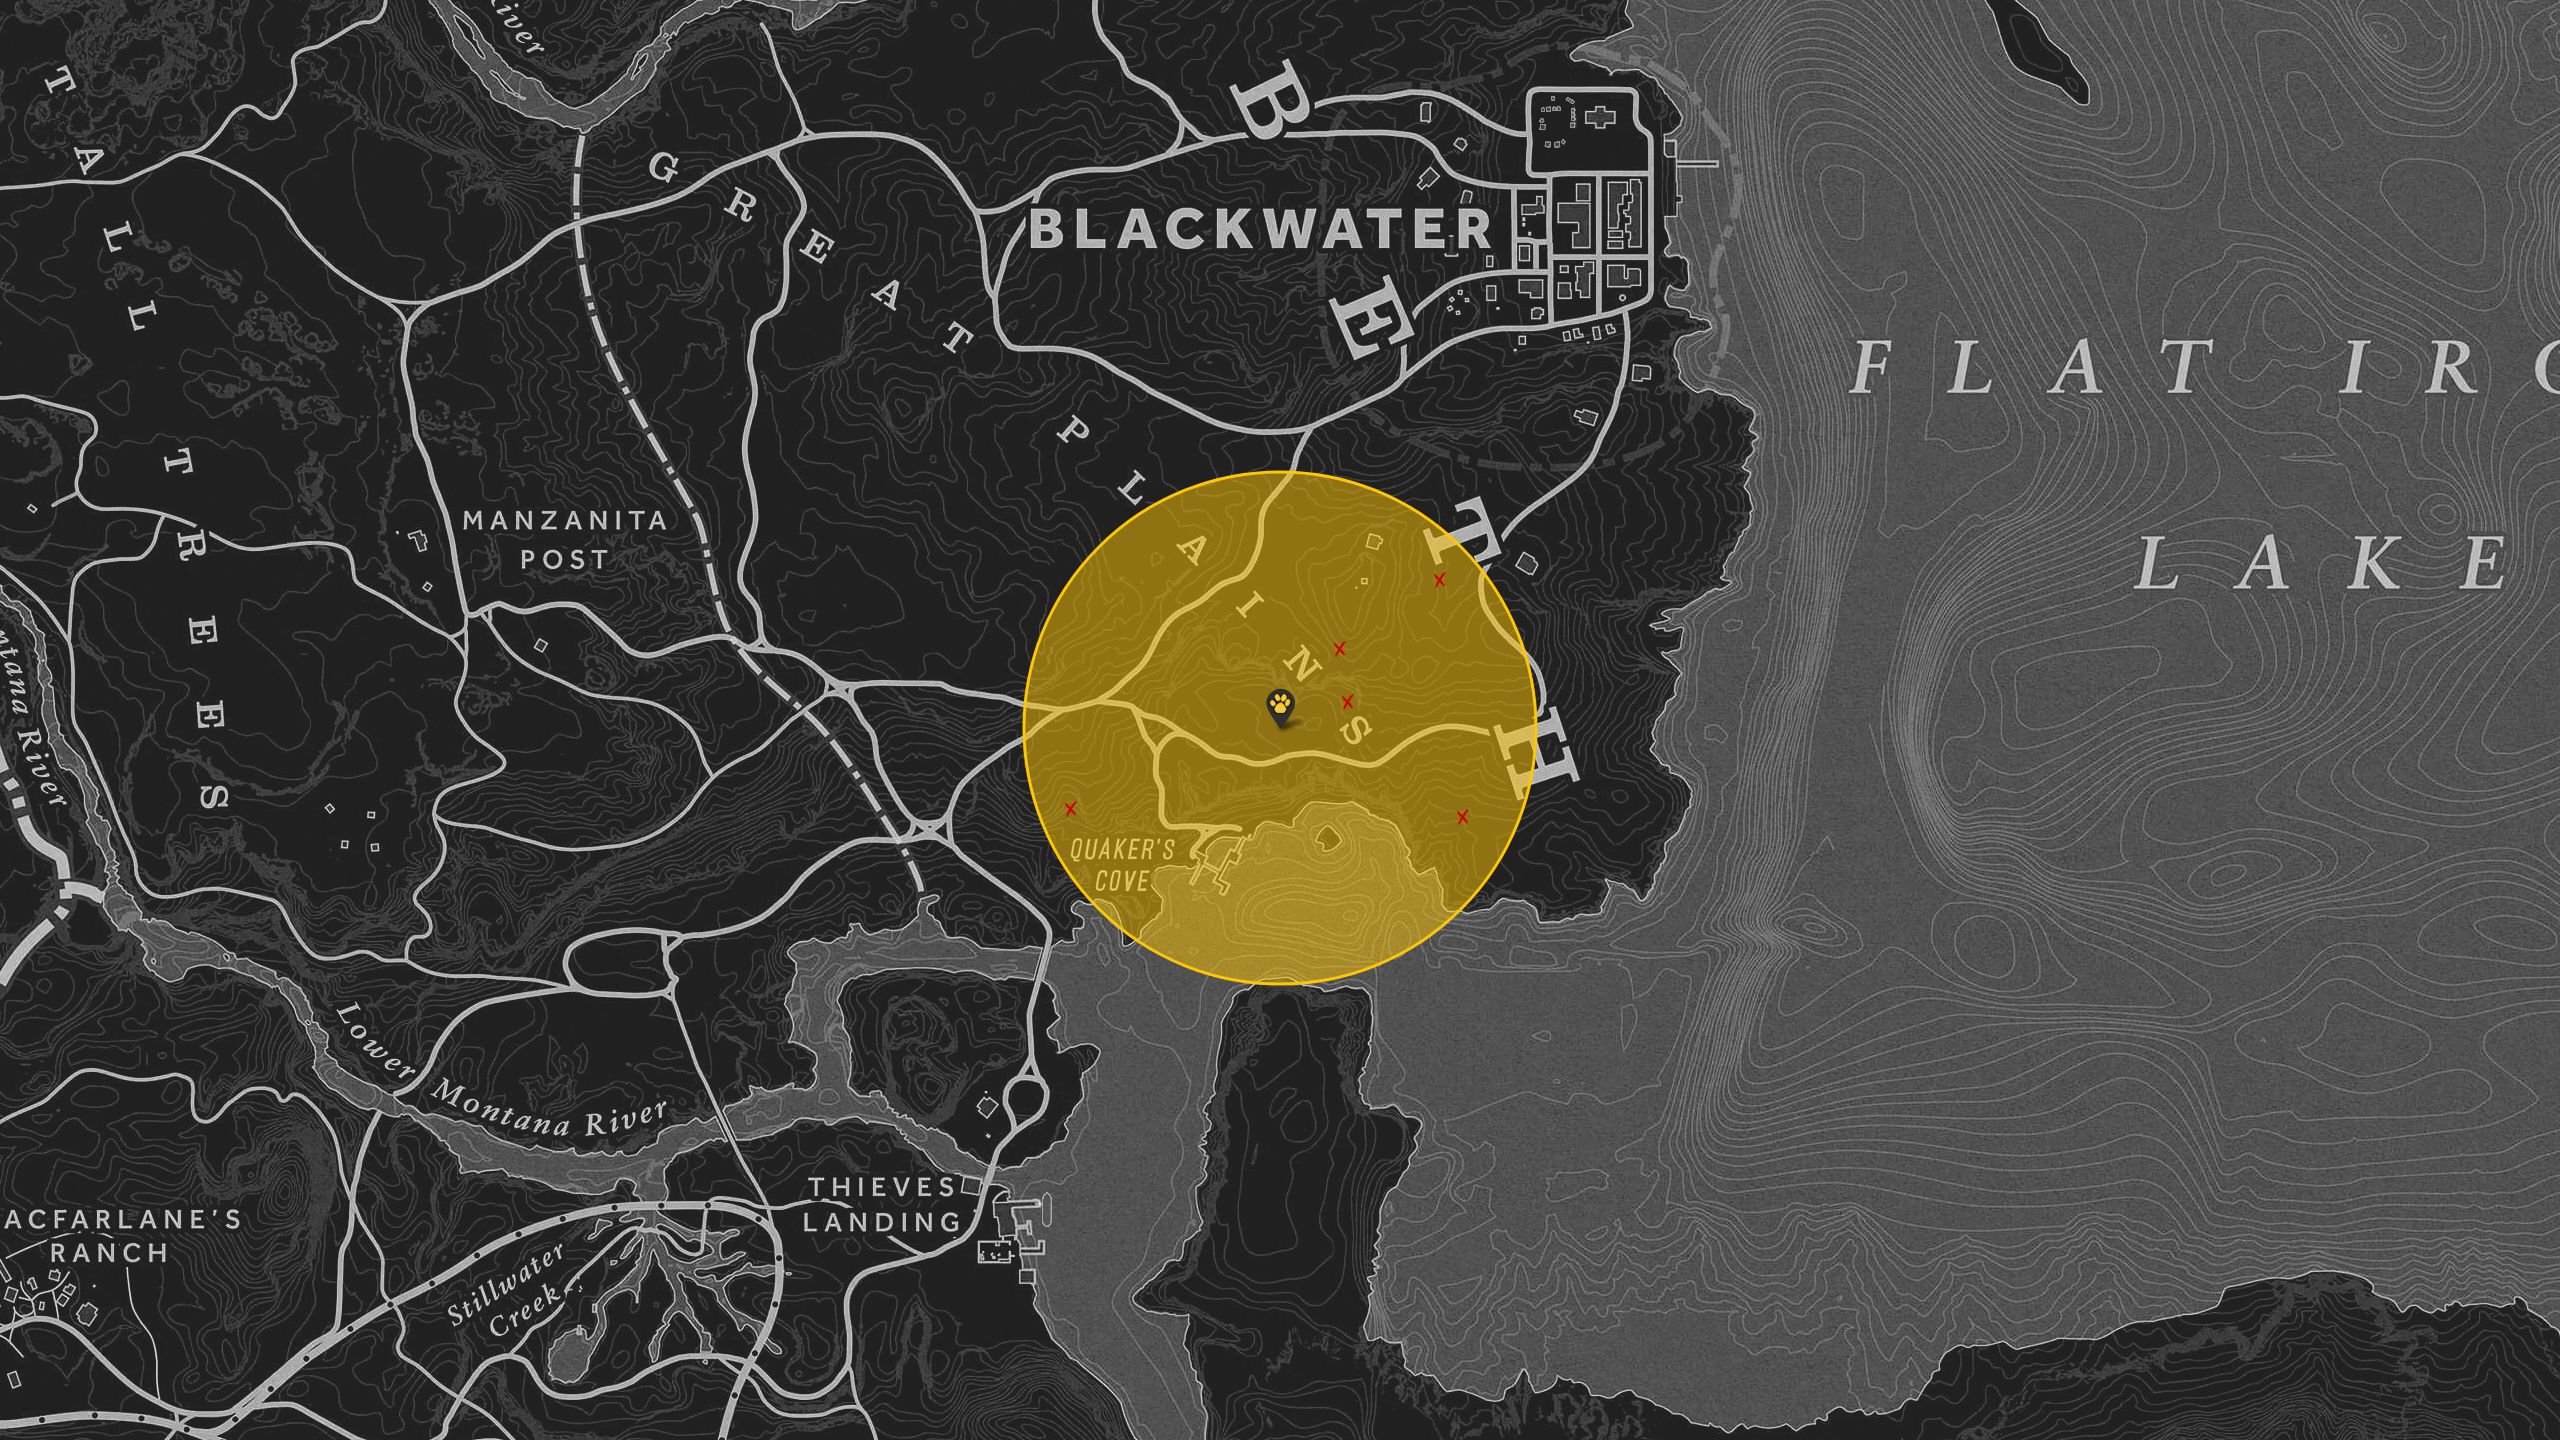 River
TALL
TREES
GREAT
PLAINS
B
E
T
H
BLACKWATER
FLAT IRO
LAKE
MANZANITA
POST
QUAKER'S
COVE
ntana River
Lower Montana River
THIEVES
LANDING
ACFARLANE'S
RANCH
Stillwater
Creek